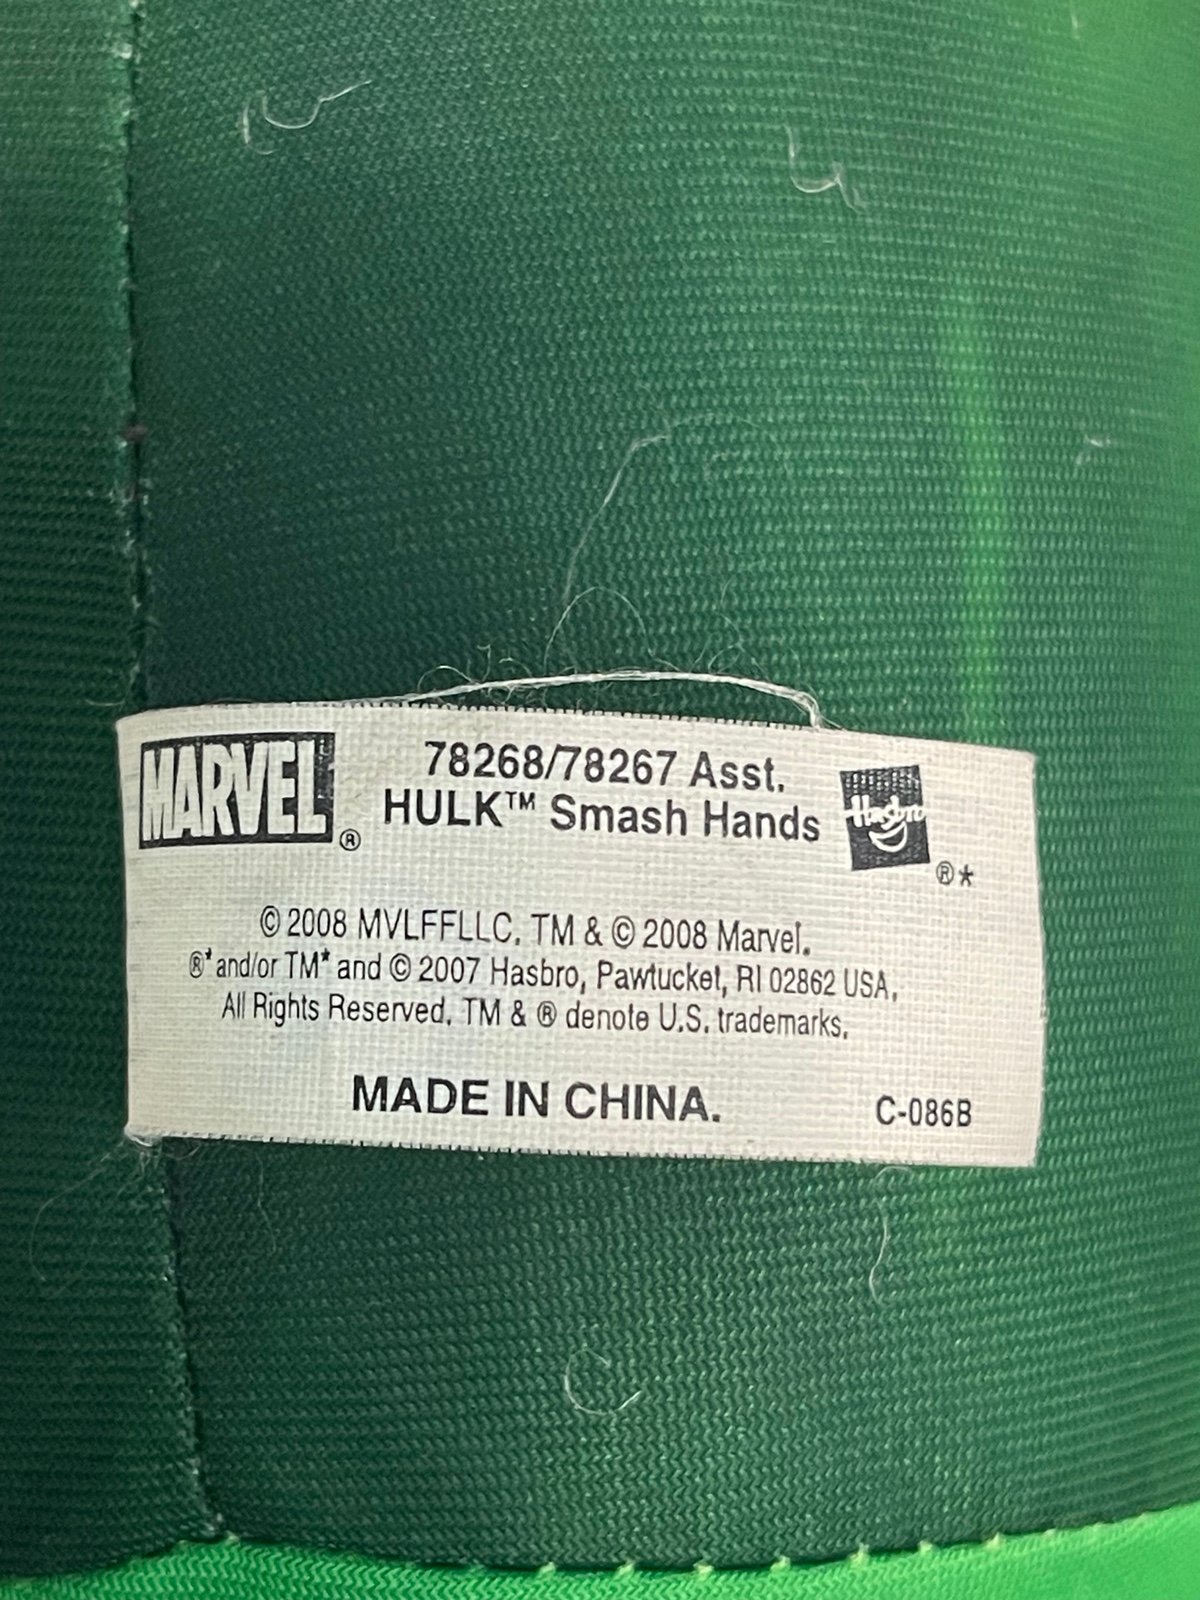 MARVEL®
78268/78267 Asst.
HULK™ Smash Hands
Hasbro ®*
© 2008 MVLFFLLC. TM & © 2008 Marvel.
®* and/or TM* and © 2007 Hasbro, Pawtucket, RI 02862 USA.
All Rights Reserved. TM & ® denote U.S. trademarks.
MADE IN CHINA.
C-086B